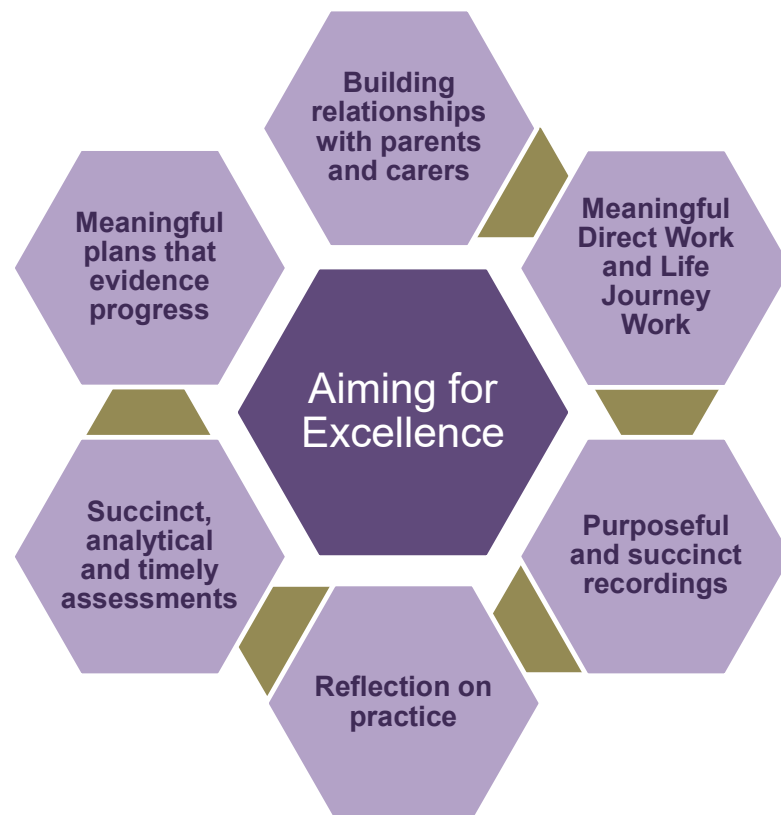 Building
relationships
with parents
and carers
Meaningful
Direct Work
and Life
Journey
Work
Purposeful
and succinct
recordings
Reflection on
practice
Succinct,
analytical
and timely
assessments
Meaningful
plans that
evidence
progress
Aiming for
Excellence